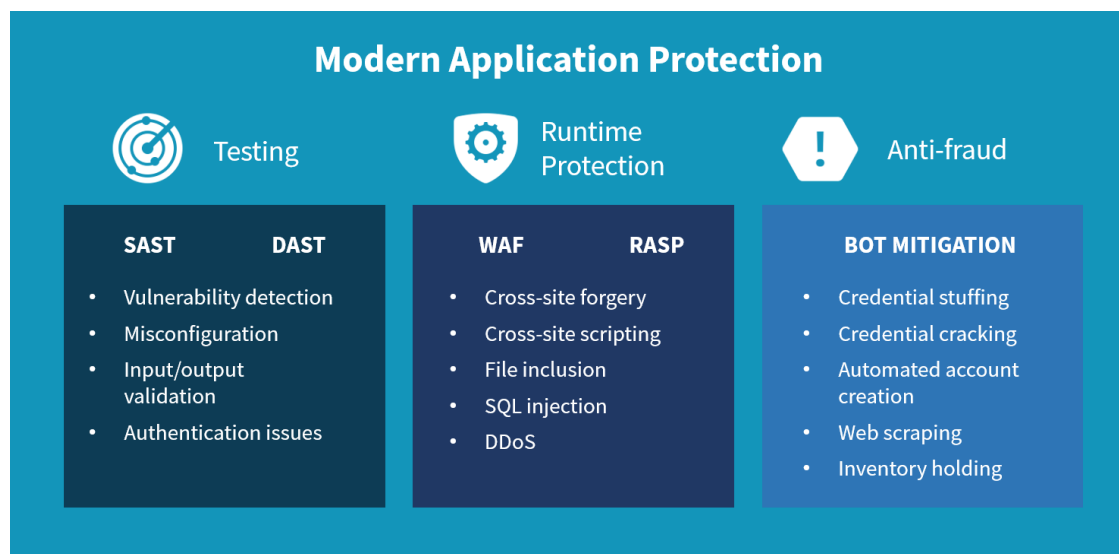 Modern Application Protection
Testing
SAST DAST
• Vulnerability detection
• Misconfiguration
• Input/output
validation
• Authentication issues
Runtime
Protection
WAF RASP
• Cross-site forgery
• Cross-site scripting
• File inclusion
• SQL injection
• DDoS
! Anti-fraud
BOT MITIGATION
• Credential stuffing
• Credential cracking
• Automated account
creation
• Web scraping
• Inventory holding